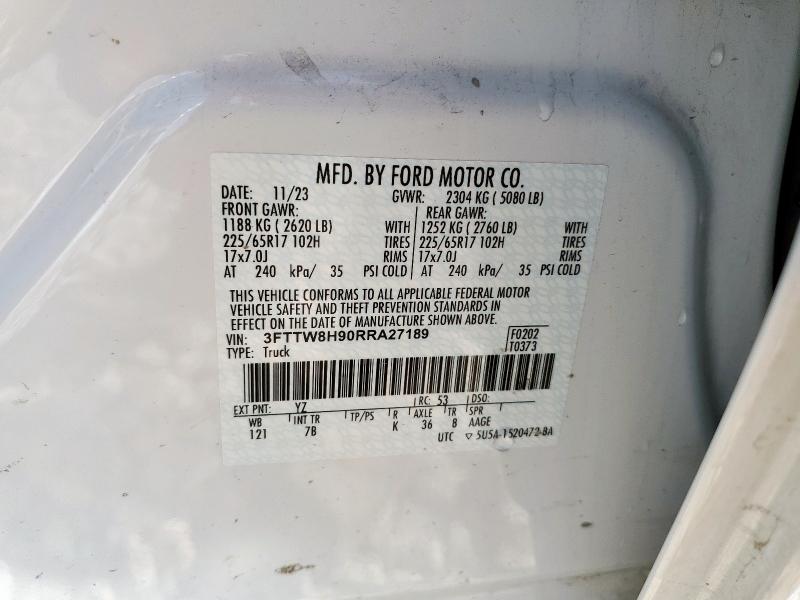 MFD. BY FORD MOTOR CO.
DATE: 11/23 GVWR: 2304 KG ( 5080 LB)
FRONT GAWR: REAR GAWR:
1188 KG ( 2620 LB) WITH 1252 KG ( 2760 LB) WITH
225/65R17 102H TIRES 225/65R17 102H TIRES
17x7.0J RIMS 17x7.0J RIMS
AT 240 kPa/ 35 PSI COLD AT 240 kPa/ 35 PSI COLD
THIS VEHICLE CONFORMS TO ALL APPLICABLE FEDERAL MOTOR
VEHICLE SAFETY AND THEFT PREVENTION STANDARDS IN
EFFECT ON THE DATE OF MANUFACTURE SHOWN ABOVE.
VIN: 3FTTW8H90RRA27189 F0202
TYPE: Truck T0373
EXT PNT: YZ RC: 53 DSO:
WB INT TR TP/PS R AXLE TR SPR
121 7B K 36 8 AAGE
UTC ▽ 5U5A-1520472-BA